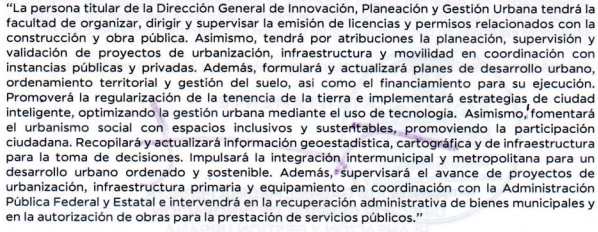 “La persona titular de la Dirección General de Innovación, Planeación y Gestión Urbana tendrá la
facultad de organizar, dirigir y supervisar la emisión de licencias y permisos relacionados con la
construcción y obra pública. Asimismo, tendrá por atribuciones la planeación, supervisión y
validación de proyectos de urbanización, infraestructura y movilidad en coordinación con
instancias públicas y privadas. Además, formulará y actualizará planes de desarrollo urbano,
ordenamiento territorial y gestión del suelo, así como el financiamiento para su ejecución.
Promoverá la regularización de la tenencia de la tierra e implementará estrategias de ciudad
inteligente, optimizando la gestión urbana mediante el uso de tecnología. Asimismo, fomentará
el urbanismo social con espacios inclusivos y sustentables, promoviendo la participación
ciudadana. Recopilará y actualizará información geoestadística, cartográfica y de infraestructura
para la toma de decisiones. Impulsará la integración intermunicipal y metropolitana para un
desarrollo urbano ordenado y sostenible. Además, supervisará el avance de proyectos de
urbanización, infraestructura primaria y equipamiento en coordinación con la Administración
Pública Federal y Estatal e intervendrá en la recuperación administrativa de bienes municipales y
en la autorización de obras para la prestación de servicios públicos.”